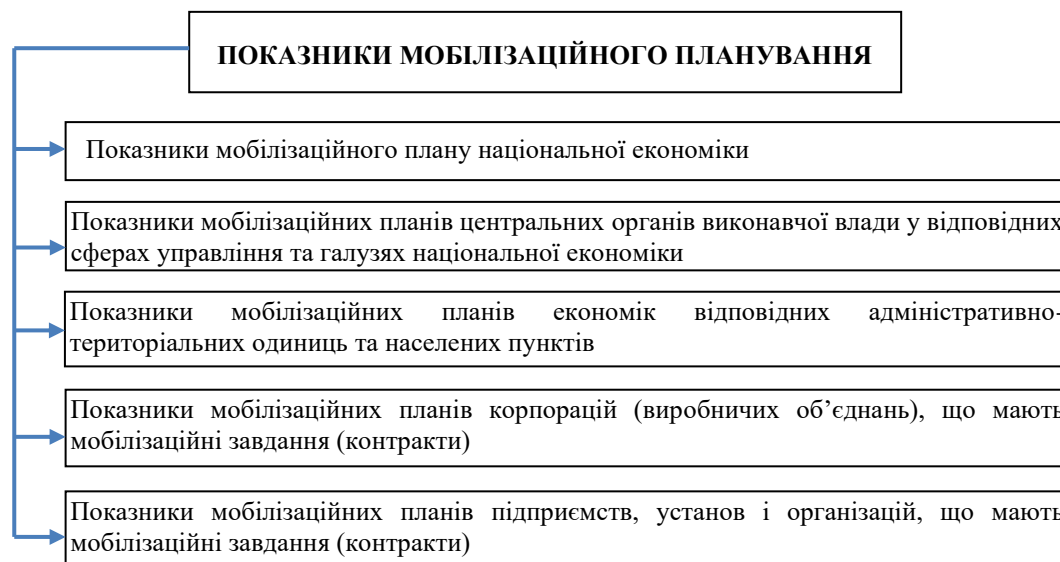 ПОКАЗНИКИ МОБІЛІЗАЦІЙНОГО ПЛАНУВАННЯ
Показники мобілізаційного плану національної економіки
Показники мобілізаційних планів центральних органів виконавчої влади у відповідних
сферах управління та галузях національної економіки
Показники мобілізаційних планів економік відповідних адміністративно-
територіальних одиниць та населених пунктів
Показники мобілізаційних планів корпорацій (виробничих об’єднань), що мають
мобілізаційні завдання (контракти)
Показники мобілізаційних планів підприємств, установ і організацій, що мають
мобілізаційні завдання (контракти)